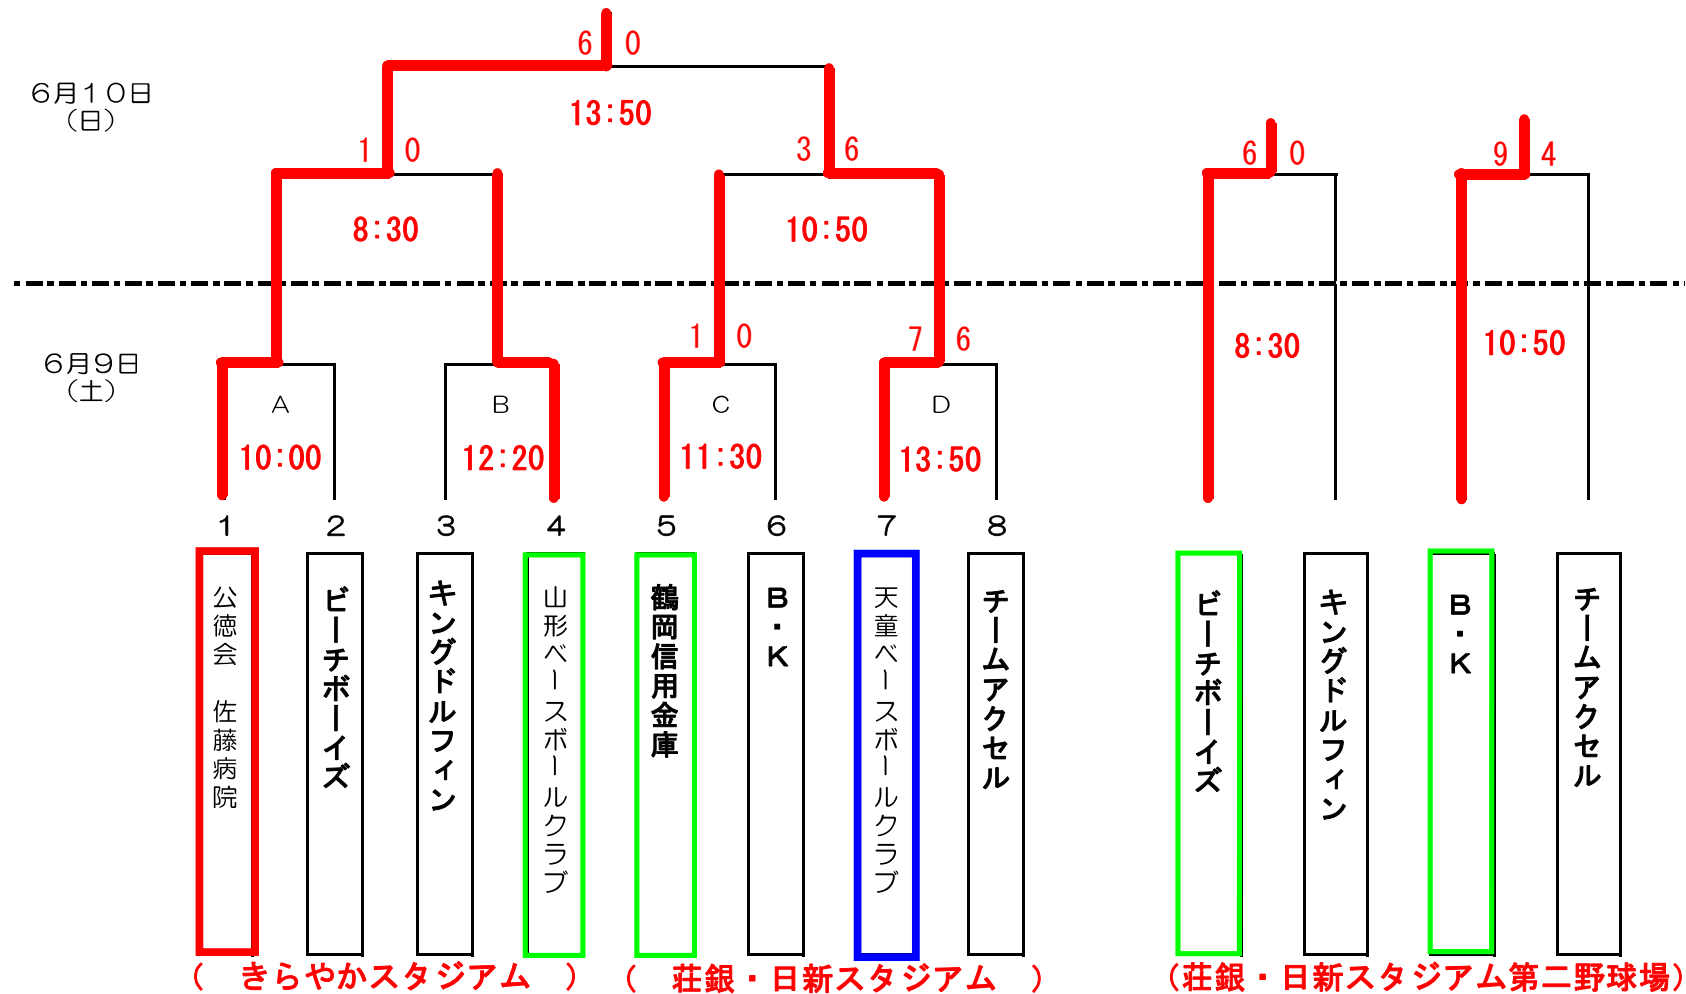 6 0
6月10日
（日）
13:50
1 0
3 6
6 0
9 4
8:30
10:50
6月9日
（土）
1 0
7 6
8:30
10:50
A
B
C
D
10:00
12:20
11:30
13:50
1 2 3 4 5 6 7 8
公徳会 佐藤病院
ビーチボーイズ
キングドルフィン
山形ベースボールクラブ
鶴岡信用金庫
B・K
天童ベースボールクラブ
チームアクセル
ビーチボーイズ
キングドルフィン
B・K
チームアクセル
（ きらやかスタジアム ）
（ 荘銀・日新スタジアム ）
（荘銀・日新スタジアム第二野球場）